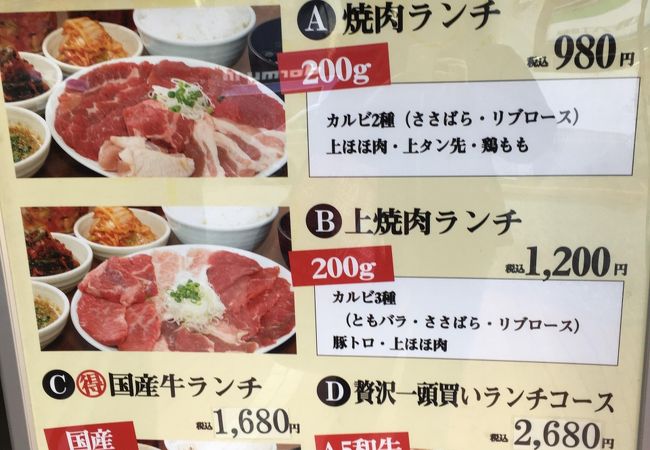 A 焼肉ランチ
200g
税込 980円
カルビ2種（ささばら・リブロース）
上ほほ肉・上タン先・鶏もも
B 上焼肉ランチ
200g
税込 1,200円
カルビ3種
（ともバラ・ささばら・リブロース）
豚トロ・上ほほ肉
C 得 国産牛ランチ
税込 1,680円
国産
D 贅沢一頭買いランチコース
税込 2,680円
A5和牛